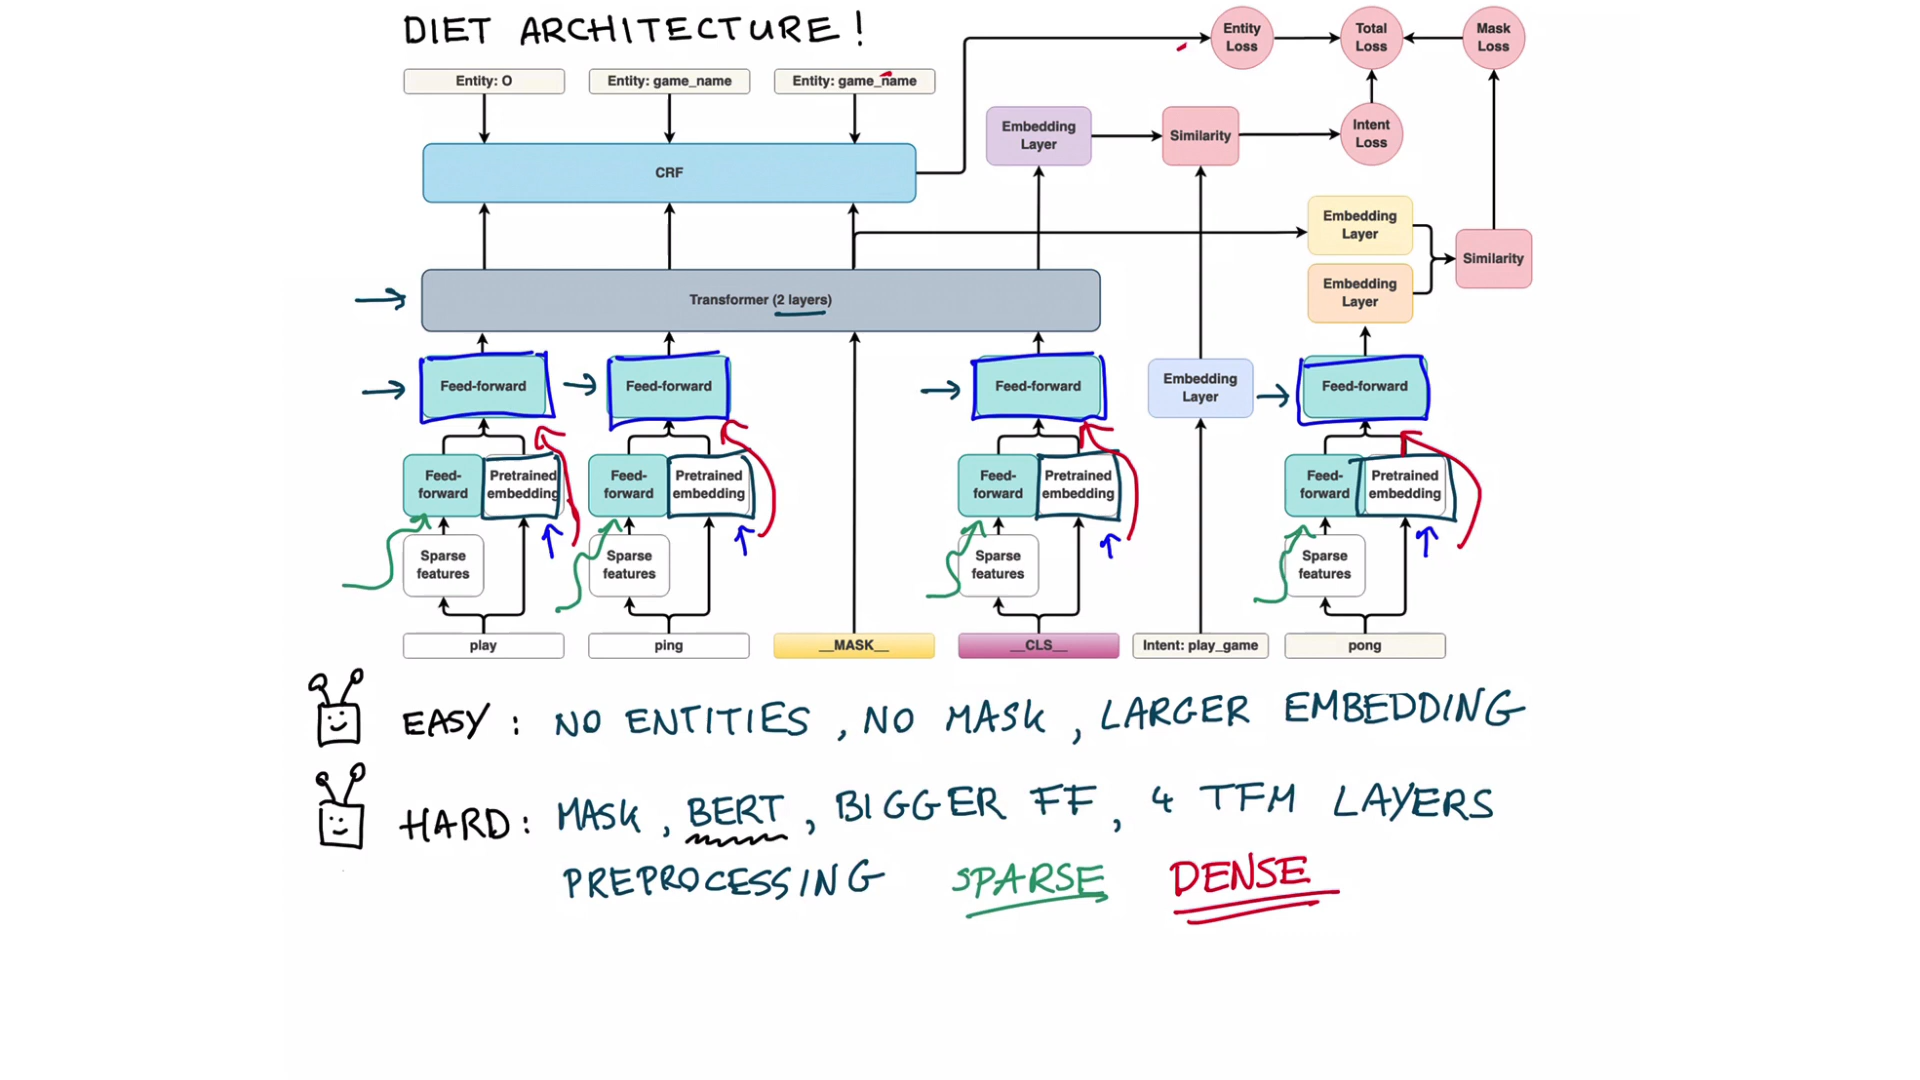 DIET ARCHITECTURE!
Entity Loss
Total Loss
Mask Loss
Entity: O
Entity: game_name
Entity: game_name
Embedding Layer
Similarity
Intent Loss
CRF
Embedding Layer
Similarity
Embedding Layer
Transformer (2 layers)
Feed-forward
Feed-forward
Feed-forward
Embedding Layer
Feed-forward
Feed-forward
Pretrained embedding
Feed-forward
Pretrained embedding
Feed-forward
Pretrained embedding
Feed-forward
Pretrained embedding
Sparse features
Sparse features
Sparse features
Sparse features
play
ping
__MASK__
__CLS__
Intent: play_game
pong
EASY: NO ENTITIES, NO MASK, LARGER EMBEDDING
HARD: MASK, BERT, BIGGER FF, 4 TFM LAYERS
PREPROCESSING SPARSE DENSE